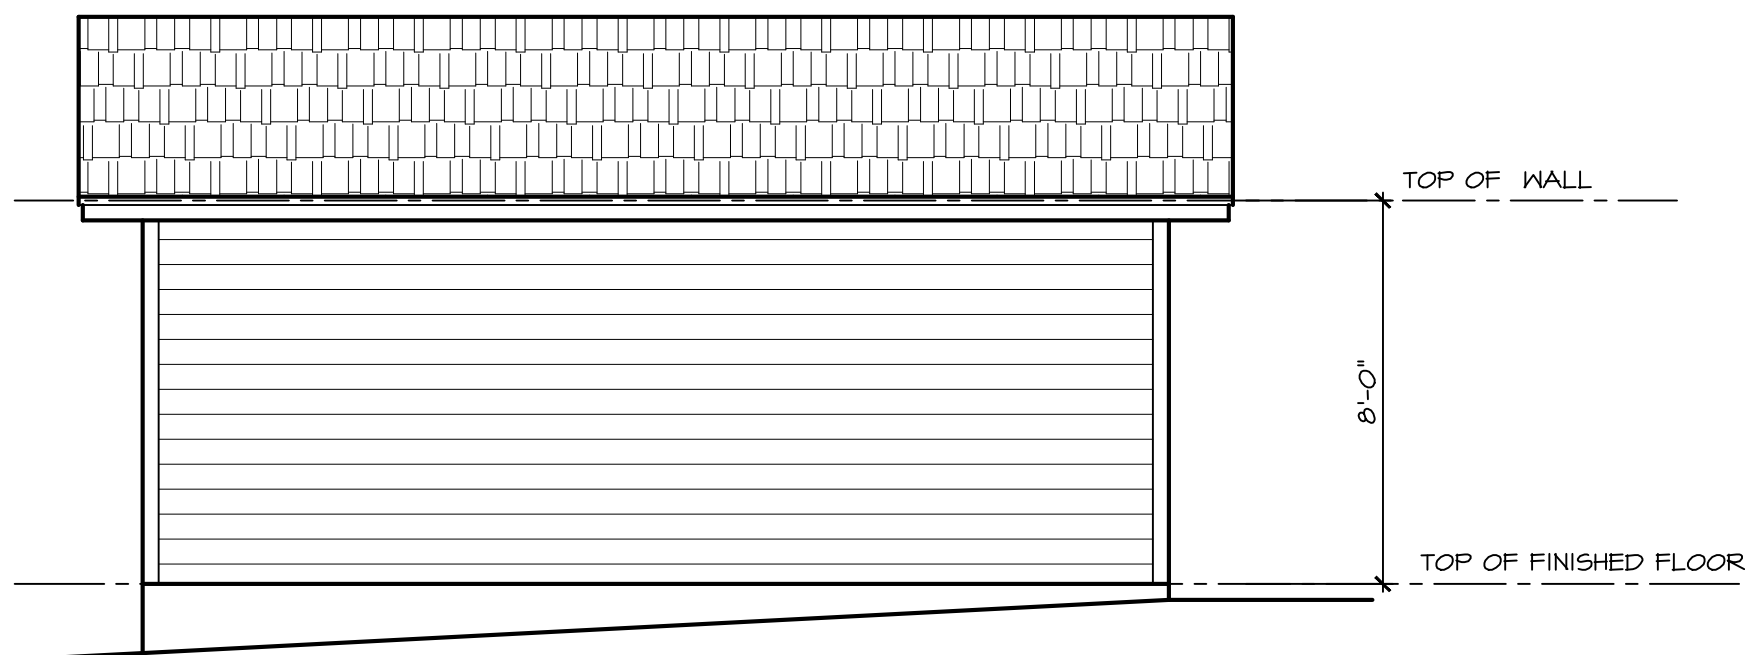 TOP OF WALL
8'-0"
TOP OF FINISHED FLOOR